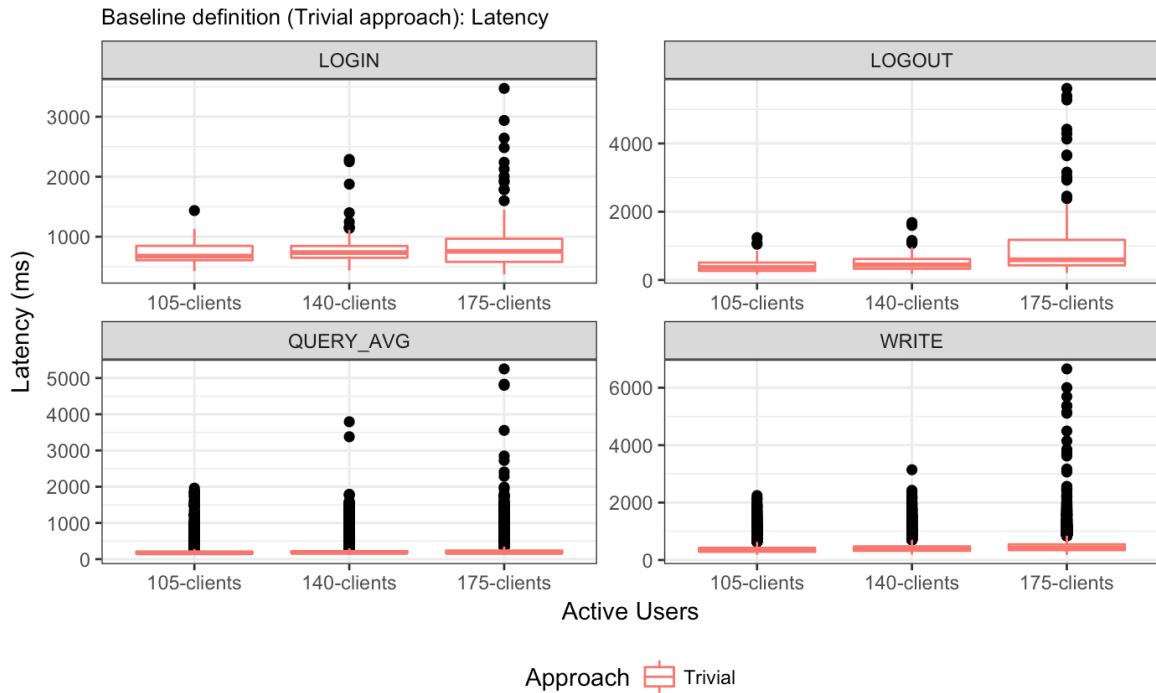 Baseline definition (Trivial approach): Latency
LOGIN
LOGOUT
3000
2000
1000
4000
2000
0
105-clients
140-clients
175-clients
105-clients
140-clients
175-clients
Latency (ms)
QUERY_AVG
WRITE
5000
4000
3000
2000
1000
0
6000
4000
2000
0
105-clients
140-clients
175-clients
105-clients
140-clients
175-clients
Active Users
Approach
Trivial